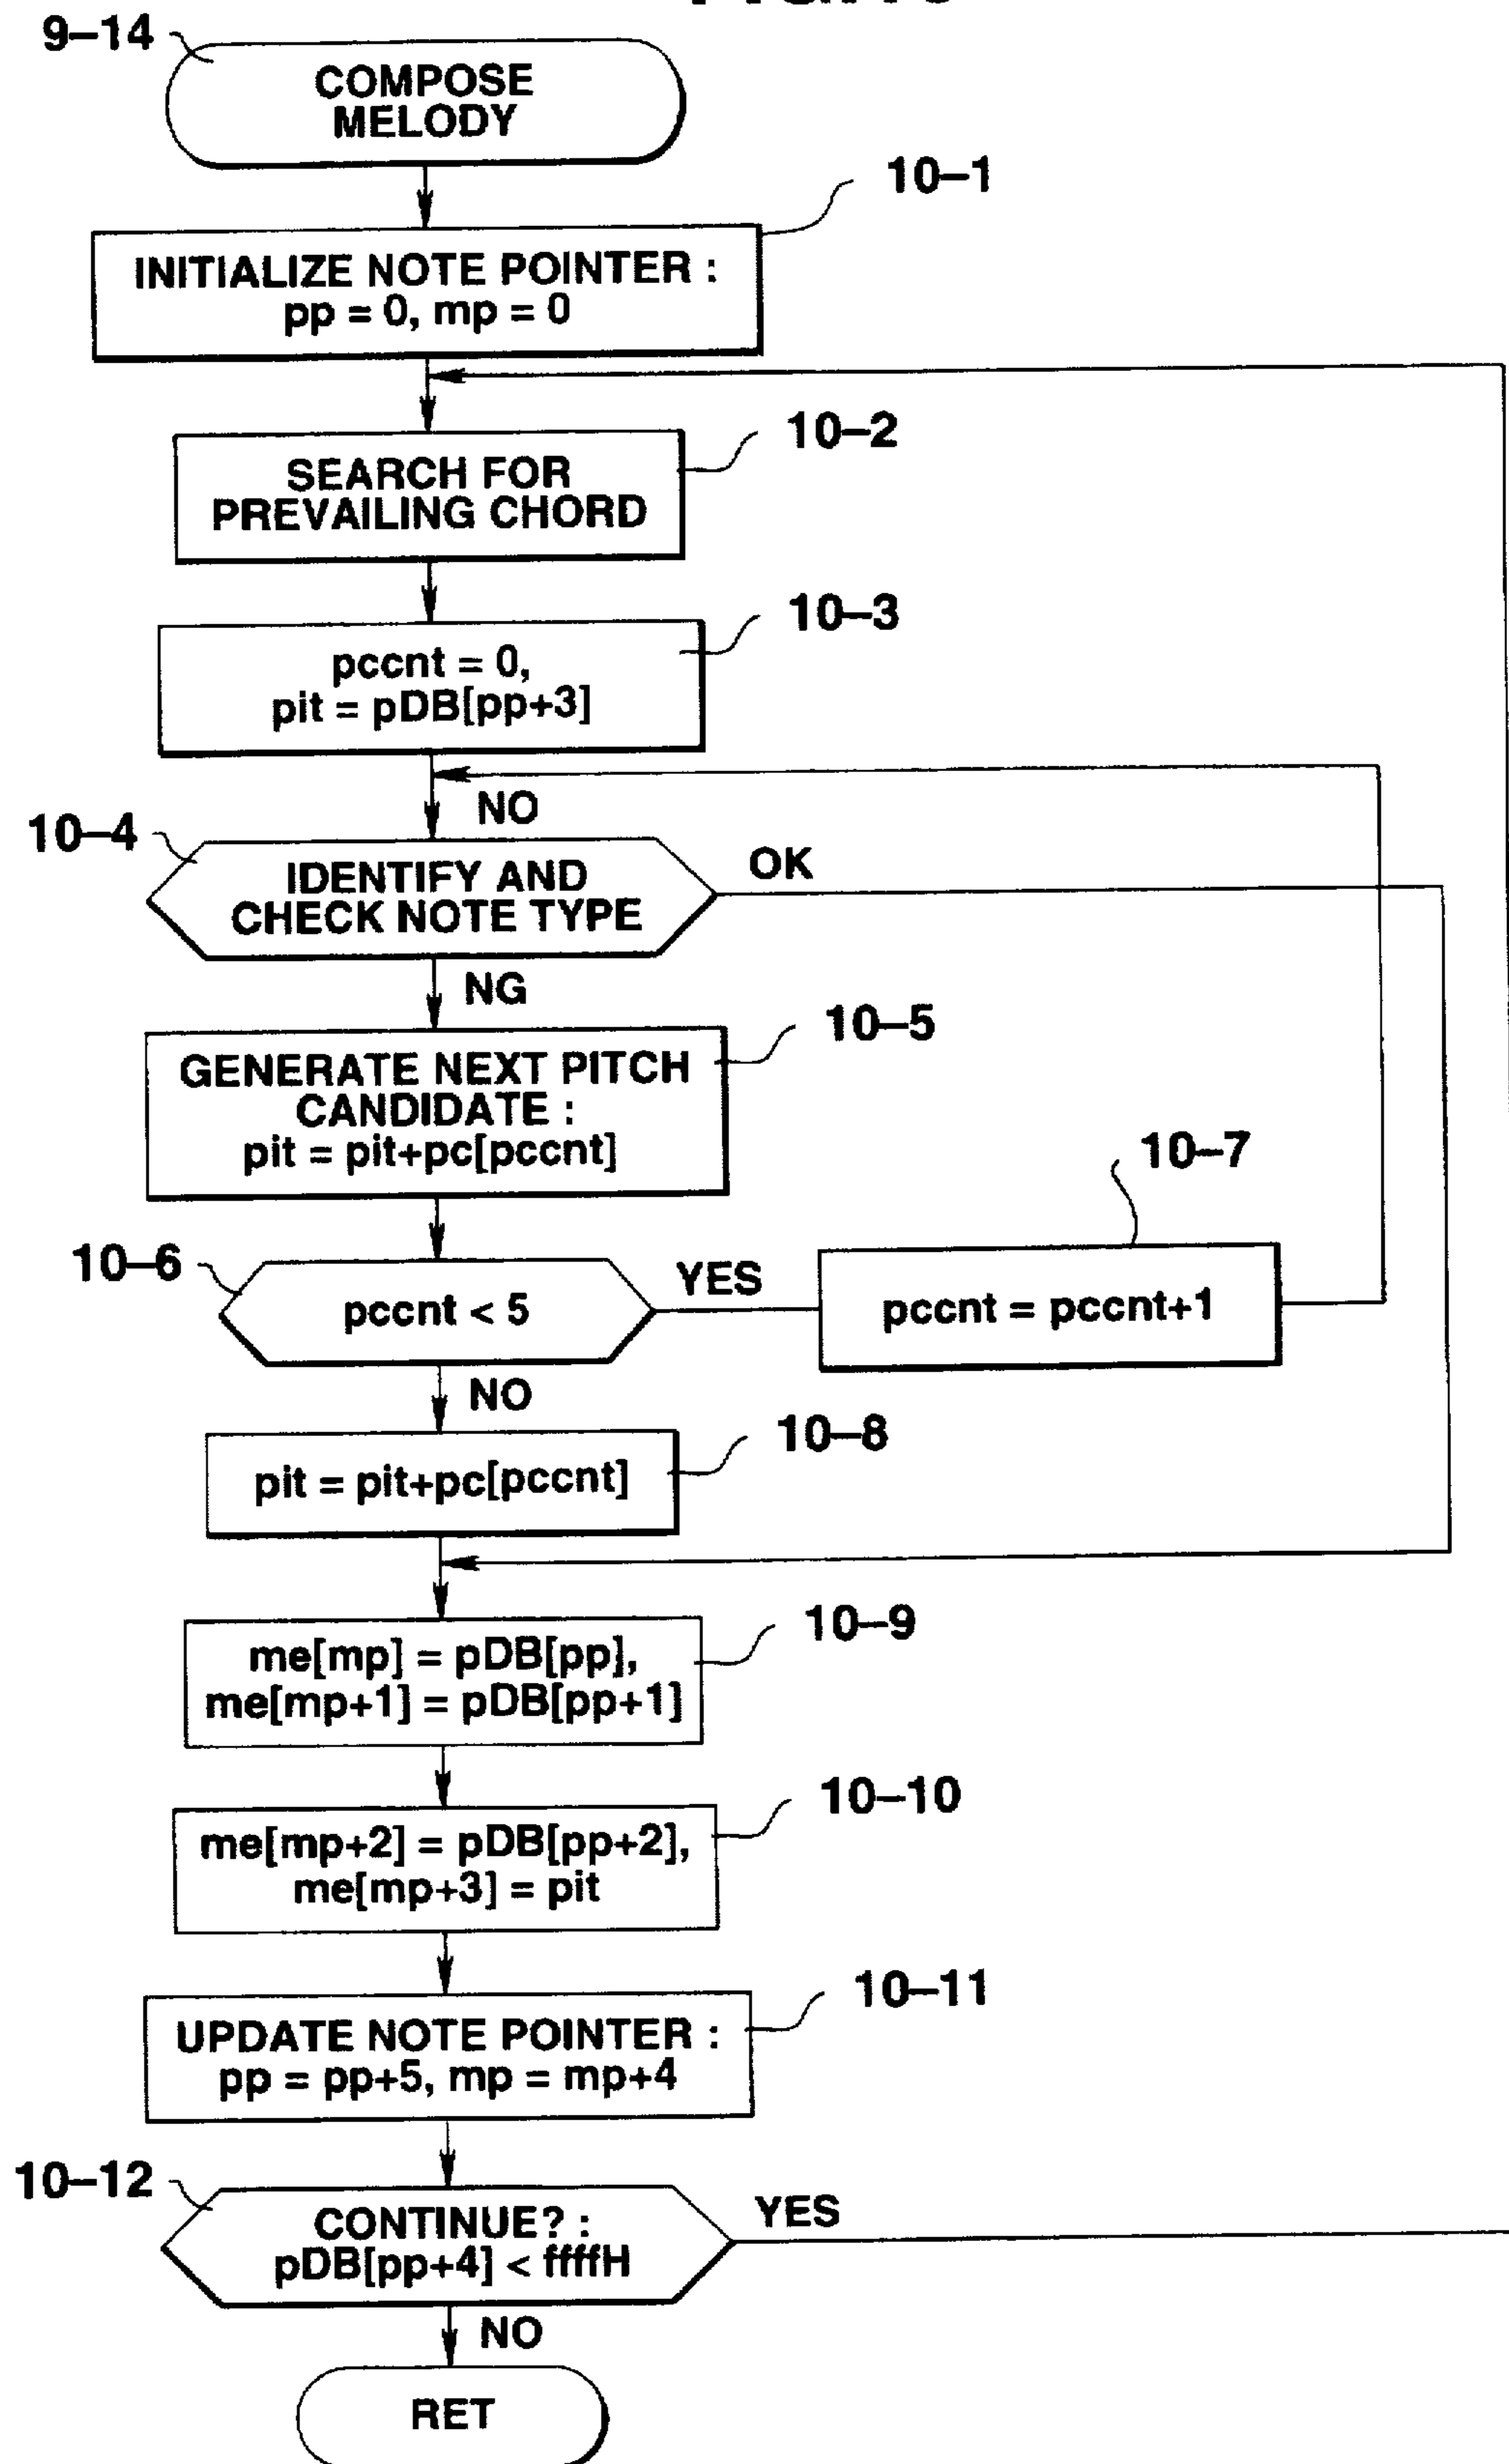 9–14
COMPOSE
MELODY
10–1
INITIALIZE NOTE POINTER :
pp = 0, mp = 0
10–2
SEARCH FOR
PREVAILING CHORD
10–3
pccnt = 0,
pit = pDB[pp+3]
NO
10–4
IDENTIFY AND
CHECK NOTE TYPE
OK
NG
10–5
GENERATE NEXT PITCH
CANDIDATE :
pit = pit+pc[pccnt]
10–7
10–6
pccnt < 5
YES
pccnt = pccnt+1
NO
10–8
pit = pit+pc[pccnt]
10–9
me[mp] = pDB[pp],
me[mp+1] = pDB[pp+1]
10–10
me[mp+2] = pDB[pp+2],
me[mp+3] = pit
10–11
UPDATE NOTE POINTER :
pp = pp+5, mp = mp+4
10–12
CONTINUE? :
pDB[pp+4] < ffffH
YES
NO
RET